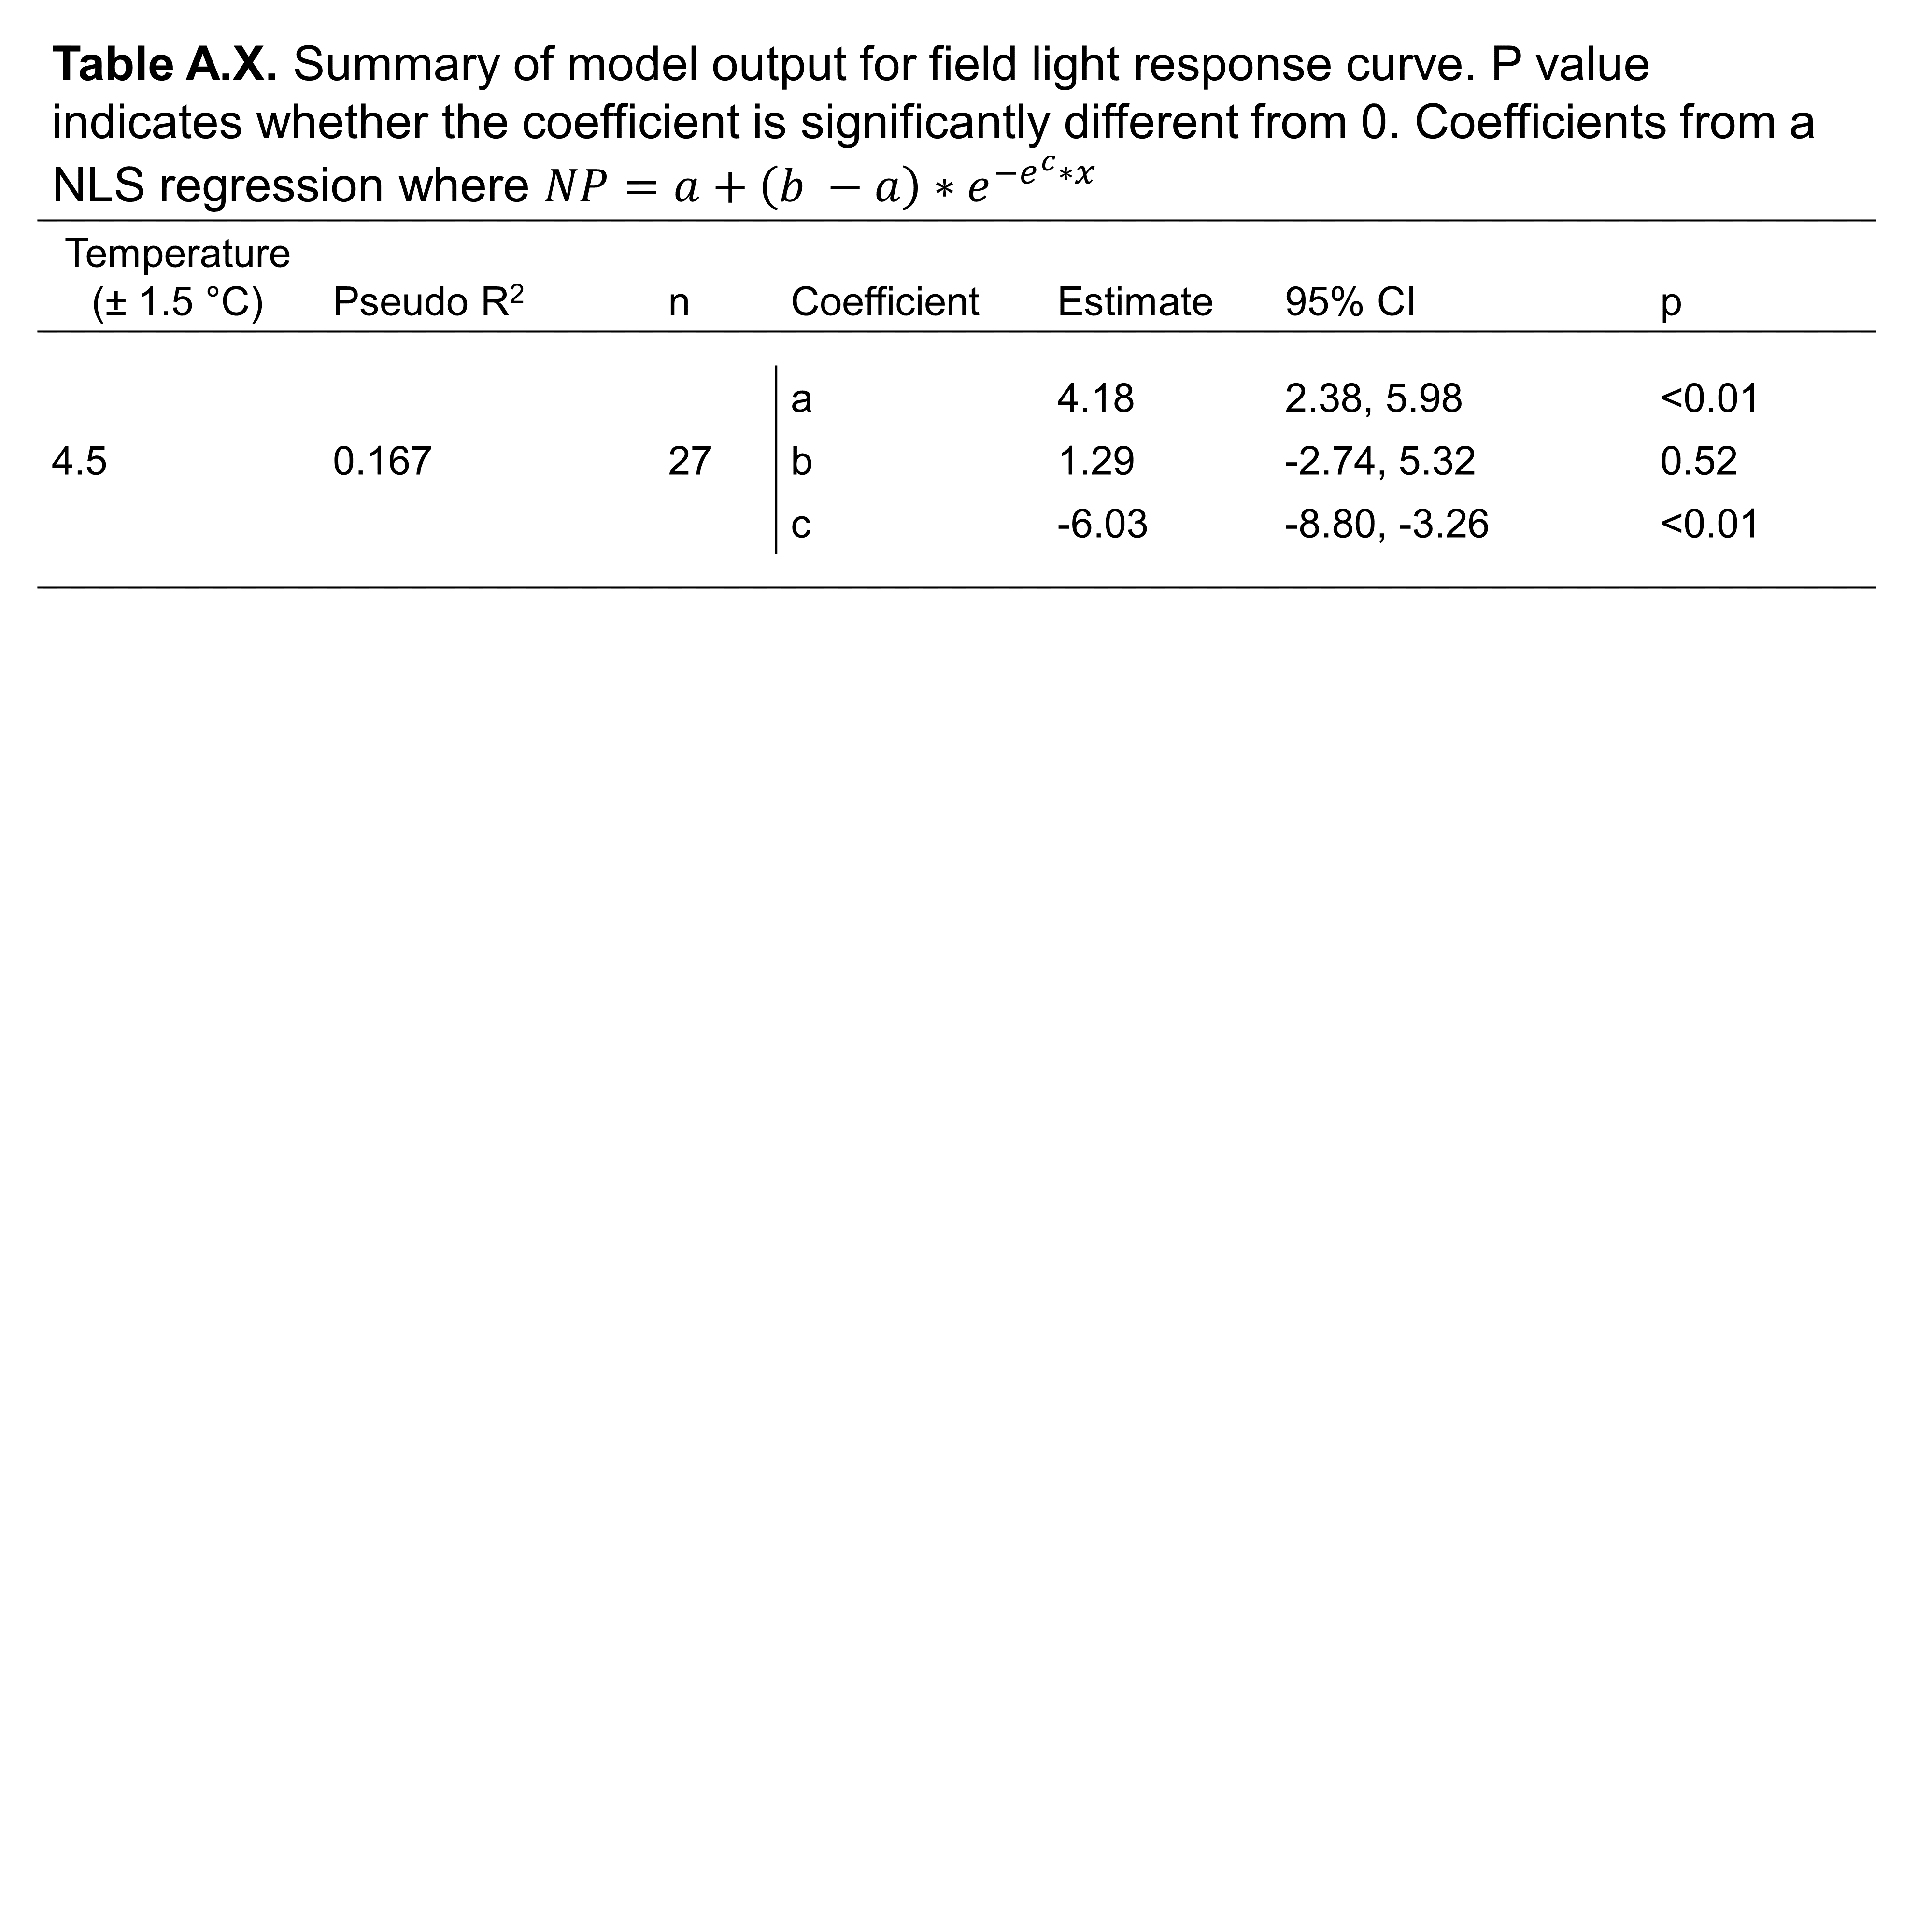 Table A.X. Summary of model output for field light response curve. P value
indicates whether the coefficient is significantly different from 0. Coefficients from a
NLS regression where 𝑁𝑃 = 𝑎 + (𝑏 − 𝑎) ∗ 𝑒^(−𝑒^𝑐∗𝑥)
Temperature
(± 1.5 °C) Pseudo R² n Coefficient Estimate 95% CI p
a 4.18 2.38, 5.98 <0.01
4.5 0.167 27 b 1.29 -2.74, 5.32 0.52
c -6.03 -8.80, -3.26 <0.01